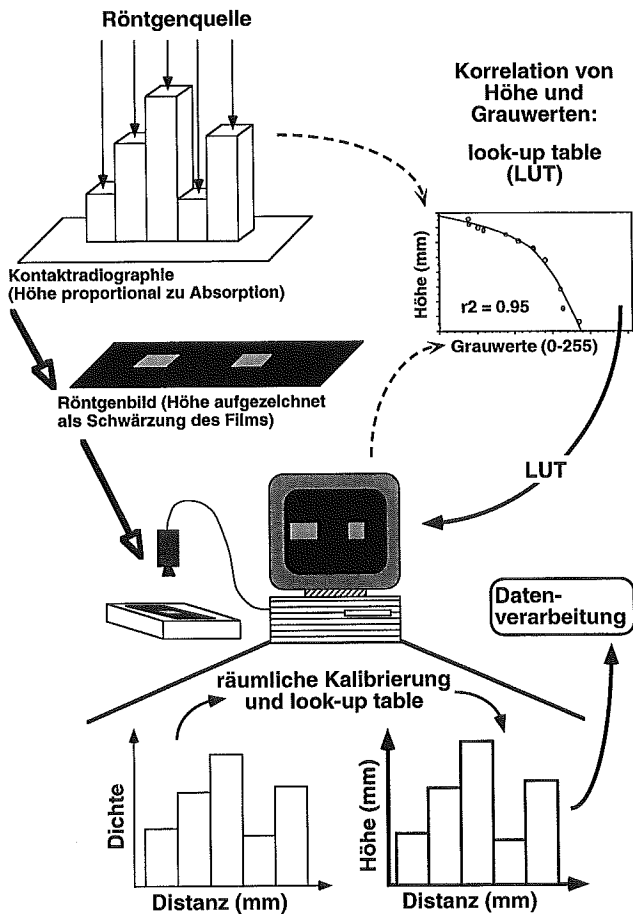 Röntgenquelle
Korrelation von
Höhe und
Grauwerten:
look-up table
(LUT)
Kontaktradiographie
(Höhe proportional zu Absorption)
Höhe (mm)
r2 = 0.95
Grauwerte (0-255)
Röntgenbild (Höhe aufgezeichnet
als Schwärzung des Films)
LUT
Daten-
verarbeitung
räumliche Kalibrierung
und look-up table
Dichte
Distanz (mm)
Höhe (mm)
Distanz (mm)